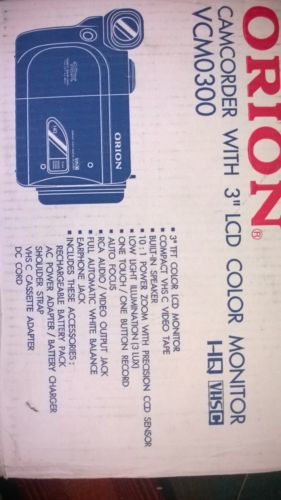 ORION®
CAMCORDER WITH 3" LCD COLOR MONITOR
VCM0300
HQ VHS C
ORION
• 3" TFT COLOR LCD MONITOR
• COMPACT VHS VIDEO TAPE
• BUILT-IN SPEAKER
• 10 : 1 POWER ZOOM WITH PRECISION CCD SENSOR
• LOW LIGHT ILLUMINATION (3 LUX)
• ONE TOUCH / ONE BUTTON RECORD
• AUTO FOCUS
• RCA AUDIO / VIDEO OUTPUT JACK
• FULL AUTOMATIC WHITE BALANCE
• EARPHONE JACK
• INCLUDES THESE ACCESSORIES :
RECHARGEABLE BATTERY PACK
AC POWER ADAPTER / BATTERY CHARGER
SHOULDER STRAP
VHS C CASSETTE ADAPTER
DC CORD